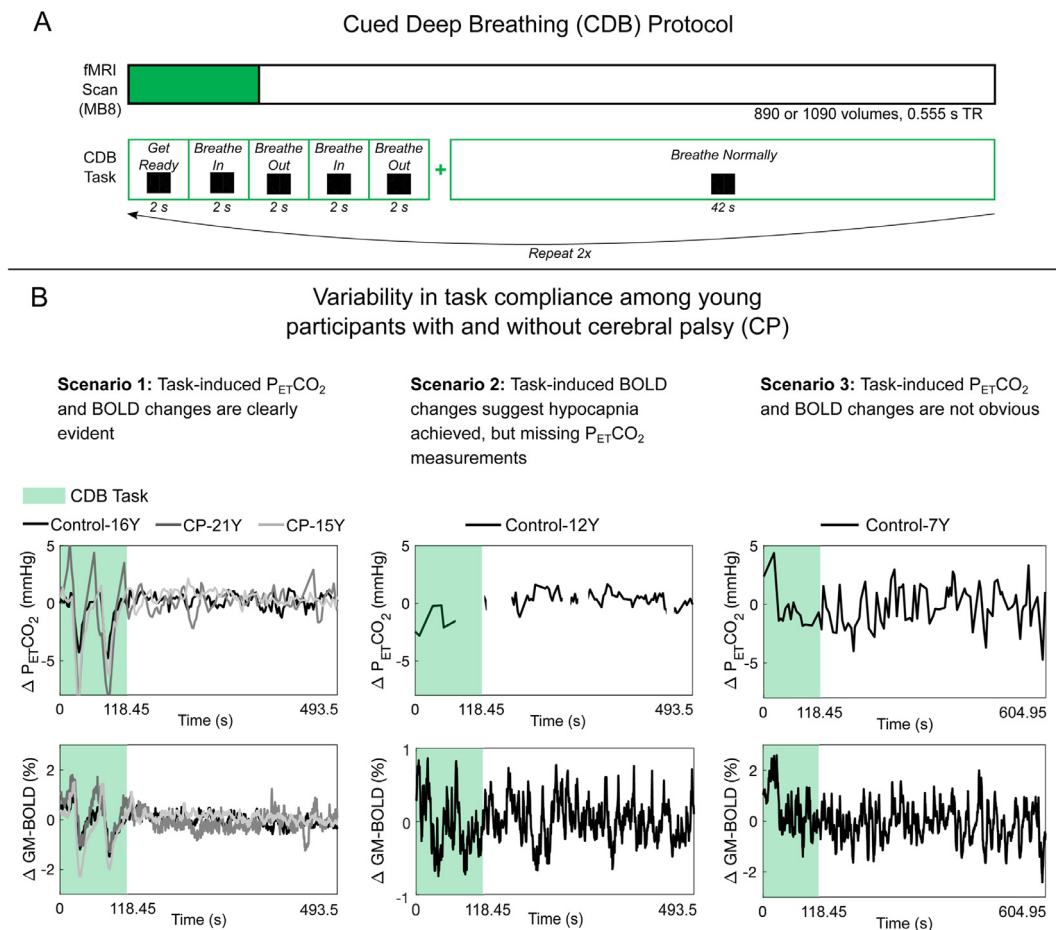 A
Cued Deep Breathing (CDB) Protocol
fMRI
Scan
(MB8)
890 or 1090 volumes, 0.555 s TR
CDB
Task
Get
Ready
2 s
Breathe
In
2 s
Breathe
Out
2 s
Breathe
In
2 s
Breathe
Out
2 s
+
Breathe Normally
42 s
Repeat 2x
B
Variability in task compliance among young
participants with and without cerebral palsy (CP)
Scenario 1: Task-induced PETCO2
and BOLD changes are clearly
evident
Scenario 2: Task-induced BOLD
changes suggest hypocapnia
achieved, but missing PETCO2
measurements
Scenario 3: Task-induced PETCO2
and BOLD changes are not obvious
CDB Task
Control-16Y CP-21Y CP-15Y
Δ PETCO2 (mmHg)
5
0
-5
0 118.45 493.5
Time (s)
Control-12Y
Δ PETCO2 (mmHg)
5
0
-5
0 118.45 493.5
Time (s)
Control-7Y
Δ PETCO2 (mmHg)
5
0
-5
0 118.45 604.95
Time (s)
Δ GM-BOLD (%)
2
0
-2
0 118.45 493.5
Time (s)
Δ GM-BOLD (%)
1
0
-1
0 118.45 493.5
Time (s)
Δ GM-BOLD (%)
2
0
-2
0 118.45 604.95
Time (s)